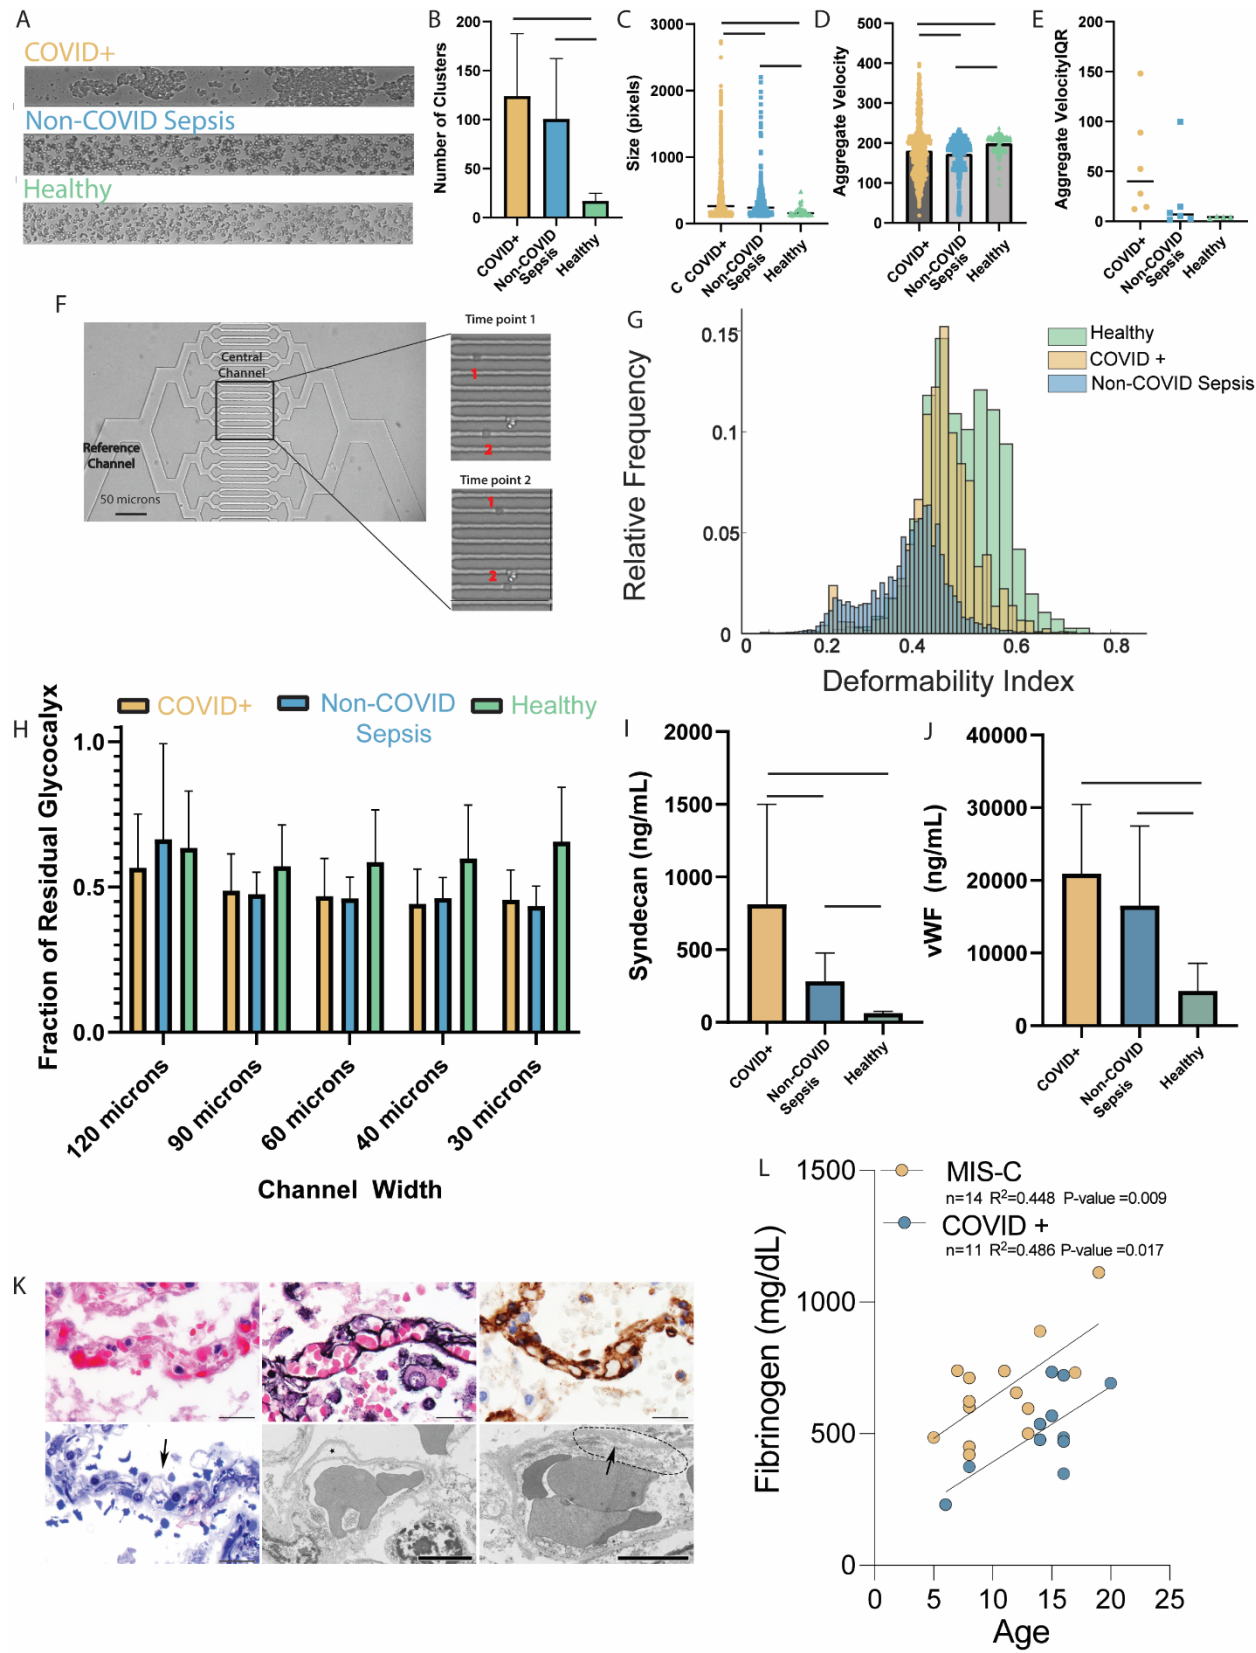 A
COVID+
Non-COVID Sepsis
Healthy
B
Number of Clusters
200
150
100
50
0
COVID+
Non-COVID
Sepsis
Healthy
C
Size (pixels)
3000
2000
1000
0
C COVID+
Non-COVID
Sepsis
Healthy
D
Aggregate Velocity
500
400
300
200
100
0
COVID+
Non-COVID
Sepsis
Healthy
E
Aggregate VelocityIQR
200
150
100
50
0
COVID+
Non-COVID
Sepsis
Healthy
F
Central
Channel
Reference
Channel
50 microns
Time point 1
1
2
Time point 2
1
2
G
Relative Frequency
0.15
0.1
0.05
0
0
0.2
0.4
0.6
0.8
Deformability Index
Healthy
COVID +
Non-COVID Sepsis
H
COVID+
Non-COVID
Sepsis
Healthy
Fraction of Residual Glycocalyx
1.0
0.5
0.0
120 microns
90 microns
60 microns
40 microns
30 microns
Channel Width
I
Syndecan (ng/mL)
2000
1500
1000
500
0
COVID+
Non-COVID
Sepsis
Healthy
J
vWF (ng/mL)
40000
30000
20000
10000
0
COVID+
Non-COVID
Sepsis
Healthy
K
L
MIS-C
n=14 R²=0.448 P-value =0.009
COVID +
n=11 R²=0.486 P-value =0.017
Fibrinogen (mg/dL)
1500
1000
500
0
0
5
10
15
20
25
Age